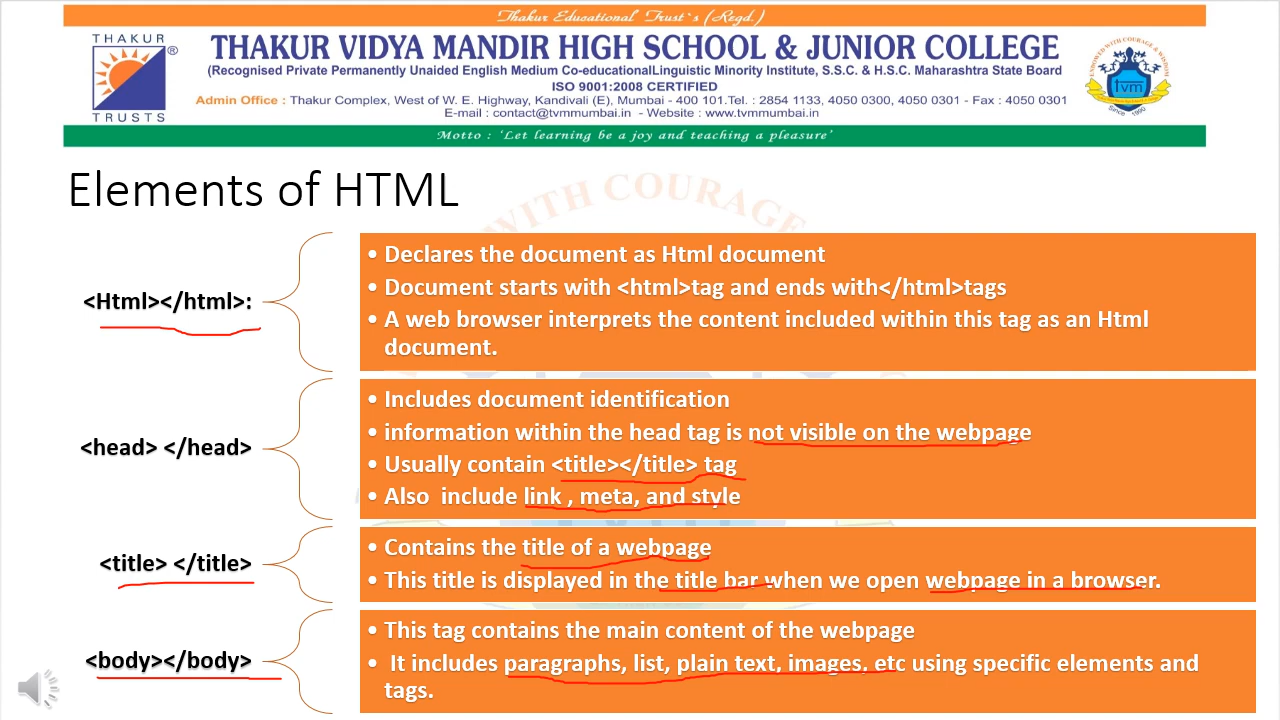 Thakur Educational Trust`s (Regd.)
THAKUR
®
TRUSTS
THAKUR VIDYA MANDIR HIGH SCHOOL & JUNIOR COLLEGE
(Recognised Private Permanently Unaided English Medium Co-educationalLinguistic Minority Institute, S.S.C. & H.S.C. Maharashtra State Board
ISO 9001:2008 CERTIFIED
Admin Office : Thakur Complex, West of W. E. Highway, Kandivali (E), Mumbai - 400 101.Tel. : 2854 1133, 4050 0300, 4050 0301 - Fax : 4050 0301
E-mail : contact@tvmmumbai.in - Website : www.tvmmumbai.in
tvm
Since 1990
Motto : ‘Let learning be a joy and teaching a pleasure’
WITH COURAGE
Elements of HTML
<Html></html>:
• Declares the document as Html document
• Document starts with <html>tag and ends with</html>tags
• A web browser interprets the content included within this tag as an Html
document.
<head> </head>
• Includes document identification
• information within the head tag is not visible on the webpage
• Usually contain <title></title> tag
• Also include link , meta, and style
<title> </title>
• Contains the title of a webpage
• This title is displayed in the title bar when we open webpage in a browser.
<body></body>
• This tag contains the main content of the webpage
• It includes paragraphs, list, plain text, images, etc using specific elements and
tags.